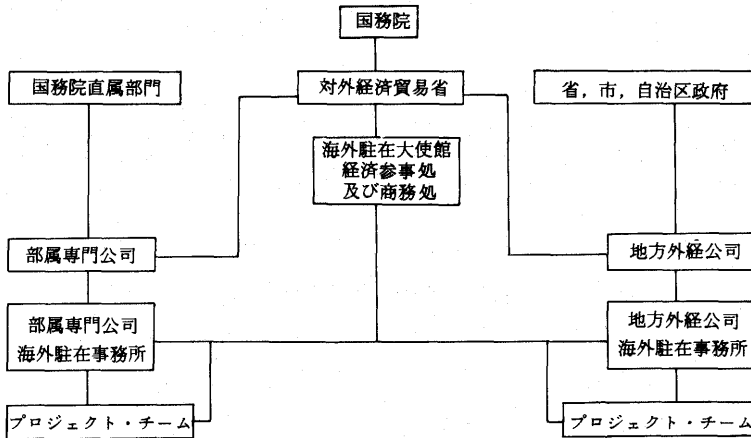 国務院
国務院直属部門
対外経済貿易省
省，市，自治区政府
海外駐在大使館
経済参事処
及び商務処
部属専門公司
地方外経公司
部属専門公司
海外駐在事務所
地方外経公司
海外駐在事務所
プロジェクト・チーム
プロジェクト・チーム